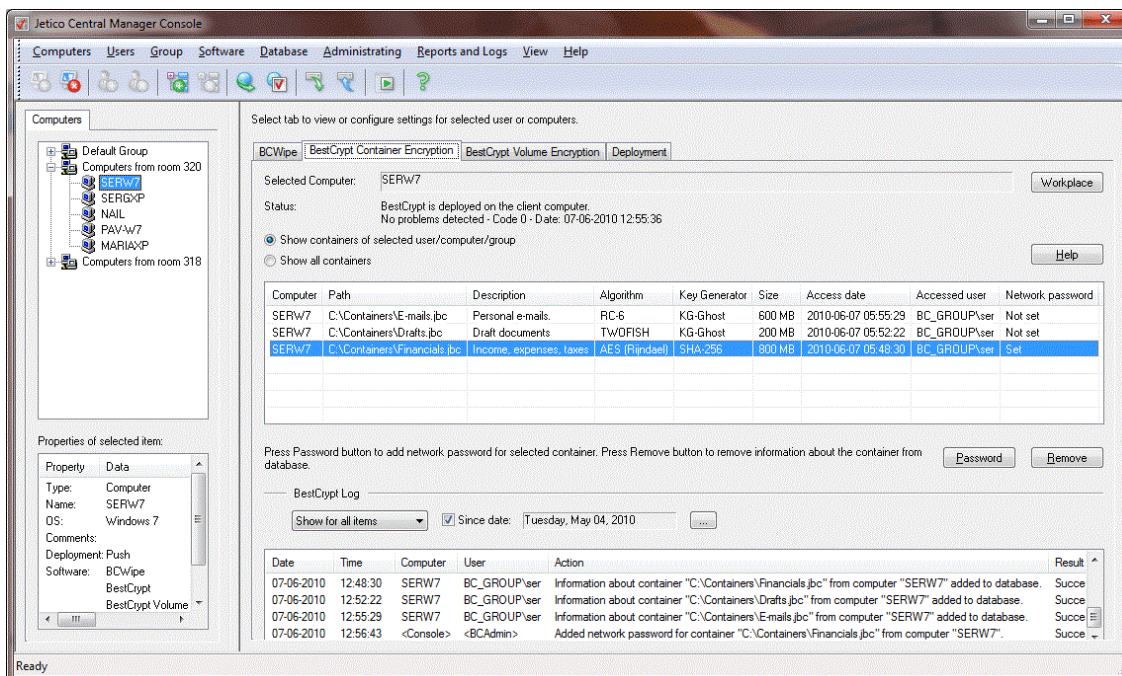 Jetico Central Manager Console
Computers Users Group Software Database Administrating Reports and Logs View Help
Computers
Default Group
Computers from room 320
SERW7
SERGXP
NAIL
PAV-W7
MARIAXP
Computers from room 318
Properties of selected item:
Property Data
Type: Computer
Name: SERW7
OS: Windows 7
Comments:
Deployment: Push
Software: BCWipe
BestCrypt
BestCrypt Volume
Select tab to view or configure settings for selected user or computers.
BCWipe BestCrypt Container Encryption BestCrypt Volume Encryption Deployment
Selected Computer: SERW7 Workplace
Status: BestCrypt is deployed on the client computer.
No problems detected - Code 0 - Date: 07-06-2010 12:55:36
Show containers of selected user/computer/group
Show all containers
Help
Computer Path Description Algorithm Key Generator Size Access date Accessed user Network password
SERW7 C:\Containers\E-mails.jbc Personal e-mails. RC-6 KG-Ghost 600 MB 2010-06-07 05:55:29 BC_GROUP\ser Not set
SERW7 C:\Containers\Drafts.jbc Draft documents TWOFISH KG-Ghost 200 MB 2010-06-07 05:52:22 BC_GROUP\ser Not set
SERW7 C:\Containers\Financials.jbc Income, expenses, taxes AES (Rijndael) SHA-256 800 MB 2010-06-07 05:48:30 BC_GROUP\ser Set
Press Password button to add network password for selected container. Press Remove button to remove information about the container from
database.
Password Remove
BestCrypt Log
Show for all items Since date: Tuesday, May 04, 2010 ...
Date Time Computer User Action Result
07-06-2010 12:48:30 SERW7 BC_GROUP\ser Information about container "C:\Containers\Financials.jbc" from computer "SERW7" added to database. Succe
07-06-2010 12:52:22 SERW7 BC_GROUP\ser Information about container "C:\Containers\Drafts.jbc" from computer "SERW7" added to database. Succe
07-06-2010 12:55:29 SERW7 BC_GROUP\ser Information about container "C:\Containers\E-mails.jbc" from computer "SERW7" added to database. Succe
07-06-2010 12:56:43 <Console> <BCAdmin> Added network password for container "C:\Containers\Financials.jbc" from computer "SERW7". Succe
Ready